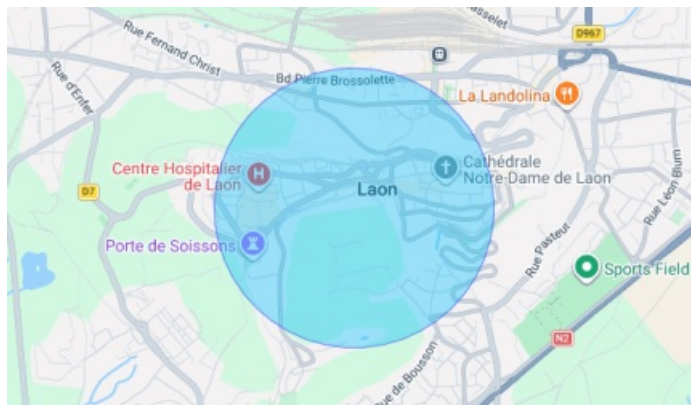 asselet
D967
Rue Fernand Christ
Rue d'Enfer
Bd Pierre Brossolette
La Landolina
Centre Hospitalier
de Laon
H
Cathédrale
Notre-Dame de Laon
Laon
D7
Rue Léon Blum
Porte de Soissons
Rue Pasteur
Sports Field
N2
Rue de Bousson